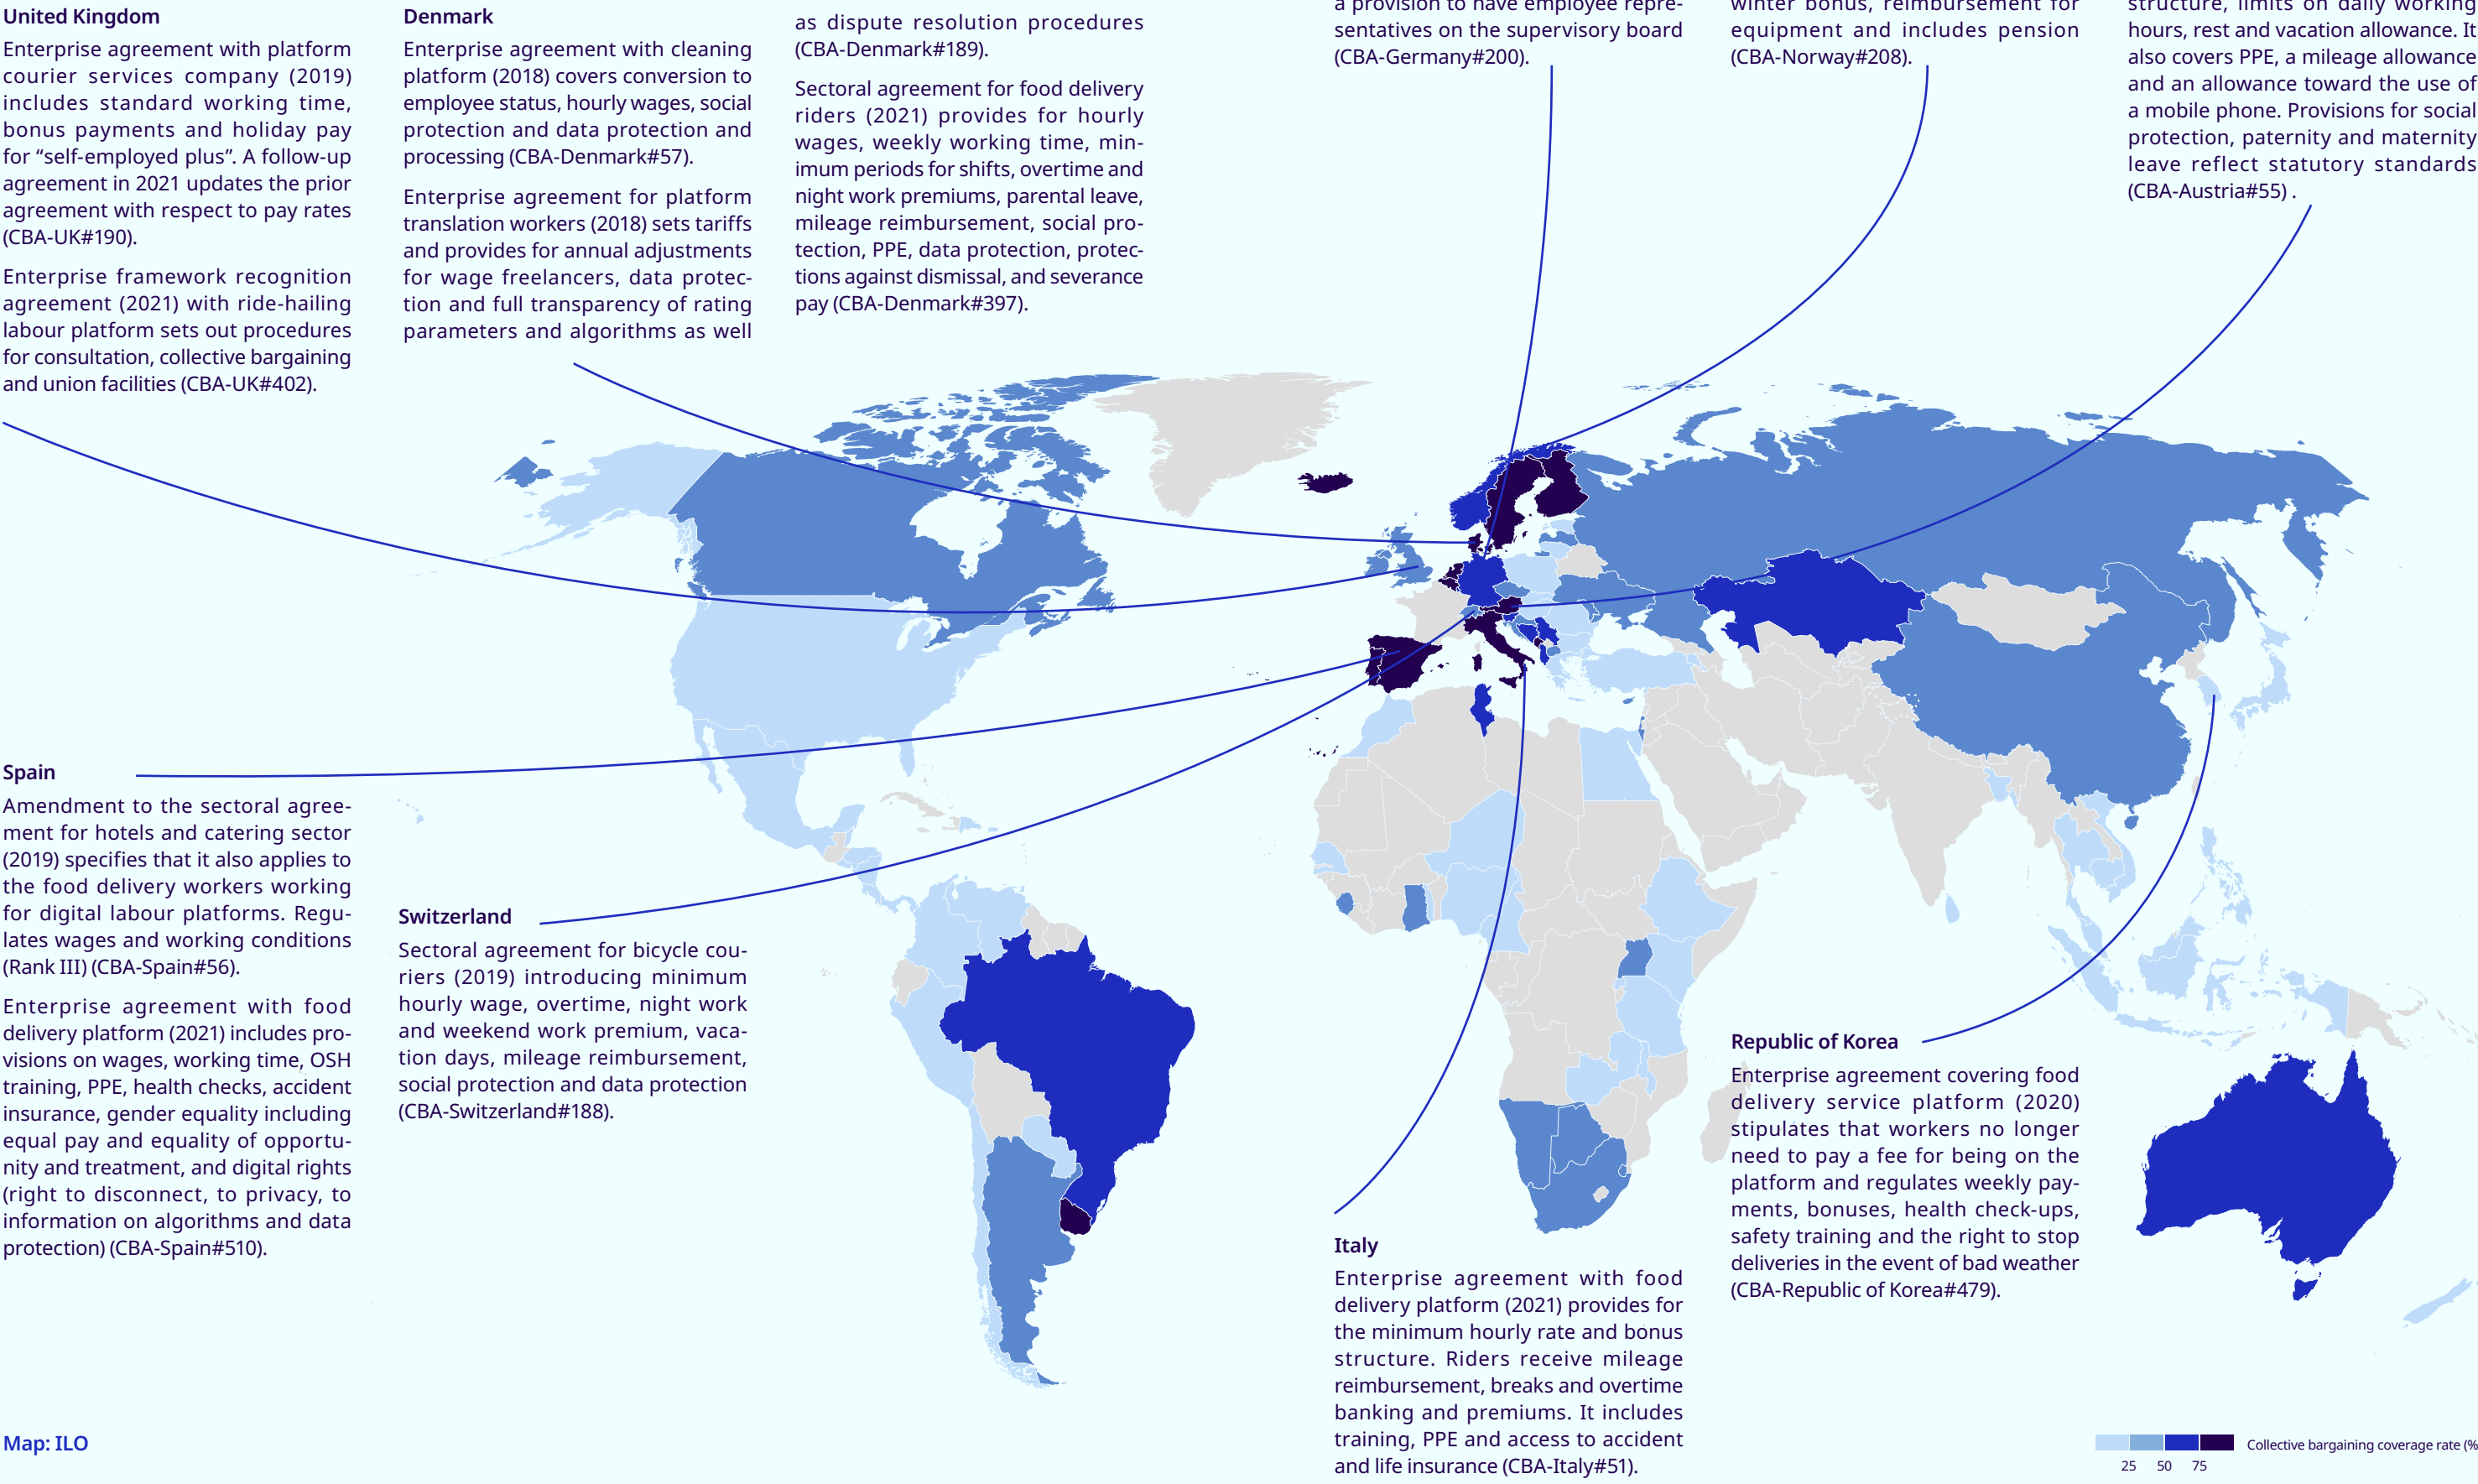 United Kingdom
Enterprise agreement with platform
courier services company (2019)
includes standard working time,
bonus payments and holiday pay
for “self-employed plus”. A follow-up
agreement in 2021 updates the prior
agreement with respect to pay rates
(CBA-UK#190).
Enterprise framework recognition
agreement (2021) with ride-hailing
labour platform sets out procedures
for consultation, collective bargaining
and union facilities (CBA-UK#402).
Denmark
Enterprise agreement with cleaning
platform (2018) covers conversion to
employee status, hourly wages, social
protection and data protection and
processing (CBA-Denmark#57).
Enterprise agreement for platform
translation workers (2018) sets tariffs
and provides for annual adjustments
for wage freelancers, data protec-
tion and full transparency of rating
parameters and algorithms as well
as dispute resolution procedures
(CBA-Denmark#189).
Sectoral agreement for food delivery
riders (2021) provides for hourly
wages, weekly working time, min-
imum periods for shifts, overtime and
night work premiums, parental leave,
mileage reimbursement, social pro-
tection, PPE, data protection, protec-
tions against dismissal, and severance
pay (CBA-Denmark#397).
a provision to have employee repre-
sentatives on the supervisory board
(CBA-Germany#200).
winter bonus, reimbursement for
equipment and includes pension
(CBA-Norway#208).
structure, limits on daily working
hours, rest and vacation allowance. It
also covers PPE, a mileage allowance
and an allowance toward the use of
a mobile phone. Provisions for social
protection, paternity and maternity
leave reflect statutory standards
(CBA-Austria#55) .
Spain
Amendment to the sectoral agree-
ment for hotels and catering sector
(2019) specifies that it also applies to
the food delivery workers working
for digital labour platforms. Regu-
lates wages and working conditions
(Rank III) (CBA-Spain#56).
Enterprise agreement with food
delivery platform (2021) includes pro-
visions on wages, working time, OSH
training, PPE, health checks, accident
insurance, gender equality including
equal pay and equality of opportu-
nity and treatment, and digital rights
(right to disconnect, to privacy, to
information on algorithms and data
protection) (CBA-Spain#510).
Switzerland
Sectoral agreement for bicycle cou-
riers (2019) introducing minimum
hourly wage, overtime, night work
and weekend work premium, vaca-
tion days, mileage reimbursement,
social protection and data protection
(CBA-Switzerland#188).
Italy
Enterprise agreement with food
delivery platform (2021) provides for
the minimum hourly rate and bonus
structure. Riders receive mileage
reimbursement, breaks and overtime
banking and premiums. It includes
training, PPE and access to accident
and life insurance (CBA-Italy#51).
Republic of Korea
Enterprise agreement covering food
delivery service platform (2020)
stipulates that workers no longer
need to pay a fee for being on the
platform and regulates weekly pay-
ments, bonuses, health check-ups,
safety training and the right to stop
deliveries in the event of bad weather
(CBA-Republic of Korea#479).
Map: ILO
Collective bargaining coverage rate (%
25 50 75